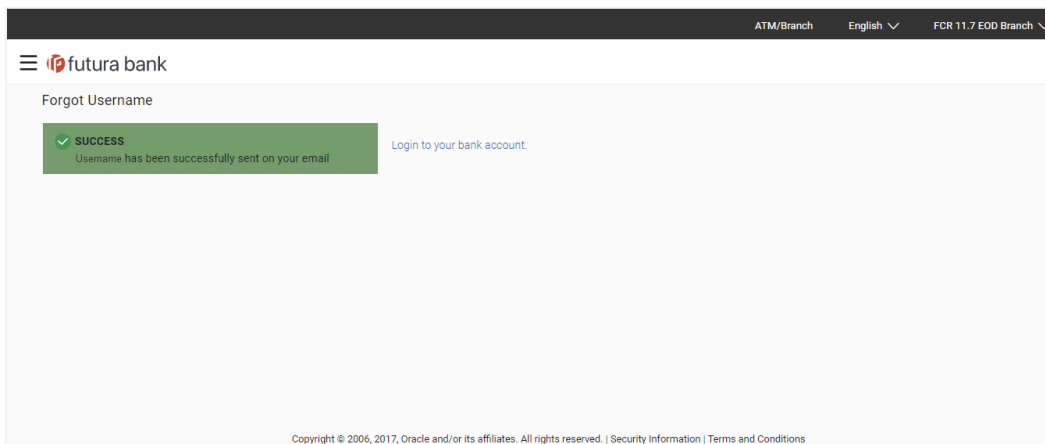 ATM/Branch English FCR 11.7 EOD Branch
futura bank
Forgot Username
SUCCESS
Username has been successfully sent on your email
Login to your bank account.
Copyright © 2006, 2017, Oracle and/or its affiliates. All rights reserved. | Security Information | Terms and Conditions